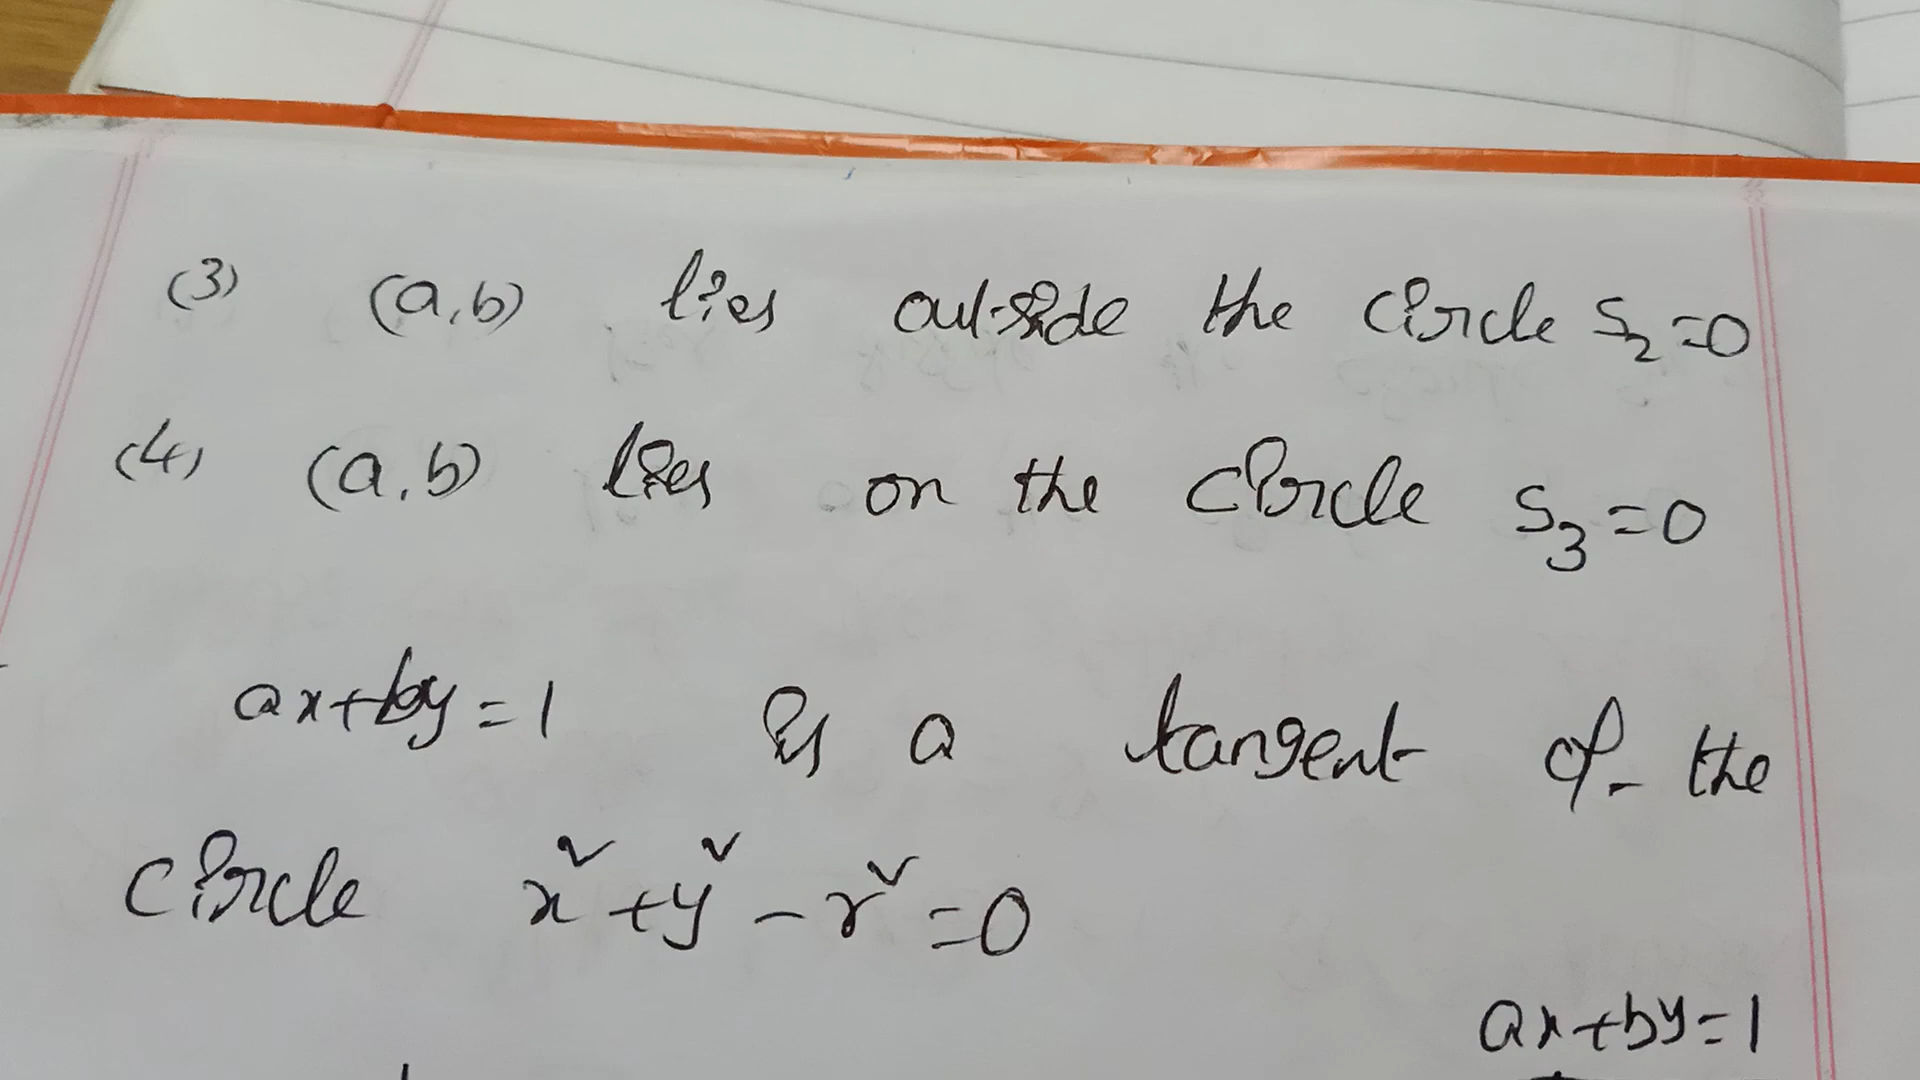 (3) (a,b) lies outside the circle S₂=0
(4) (a,b) lies on the circle S₃=0
ax+by=1 is a tangent of the
circle x²+y²-r²=0
ax+by=1